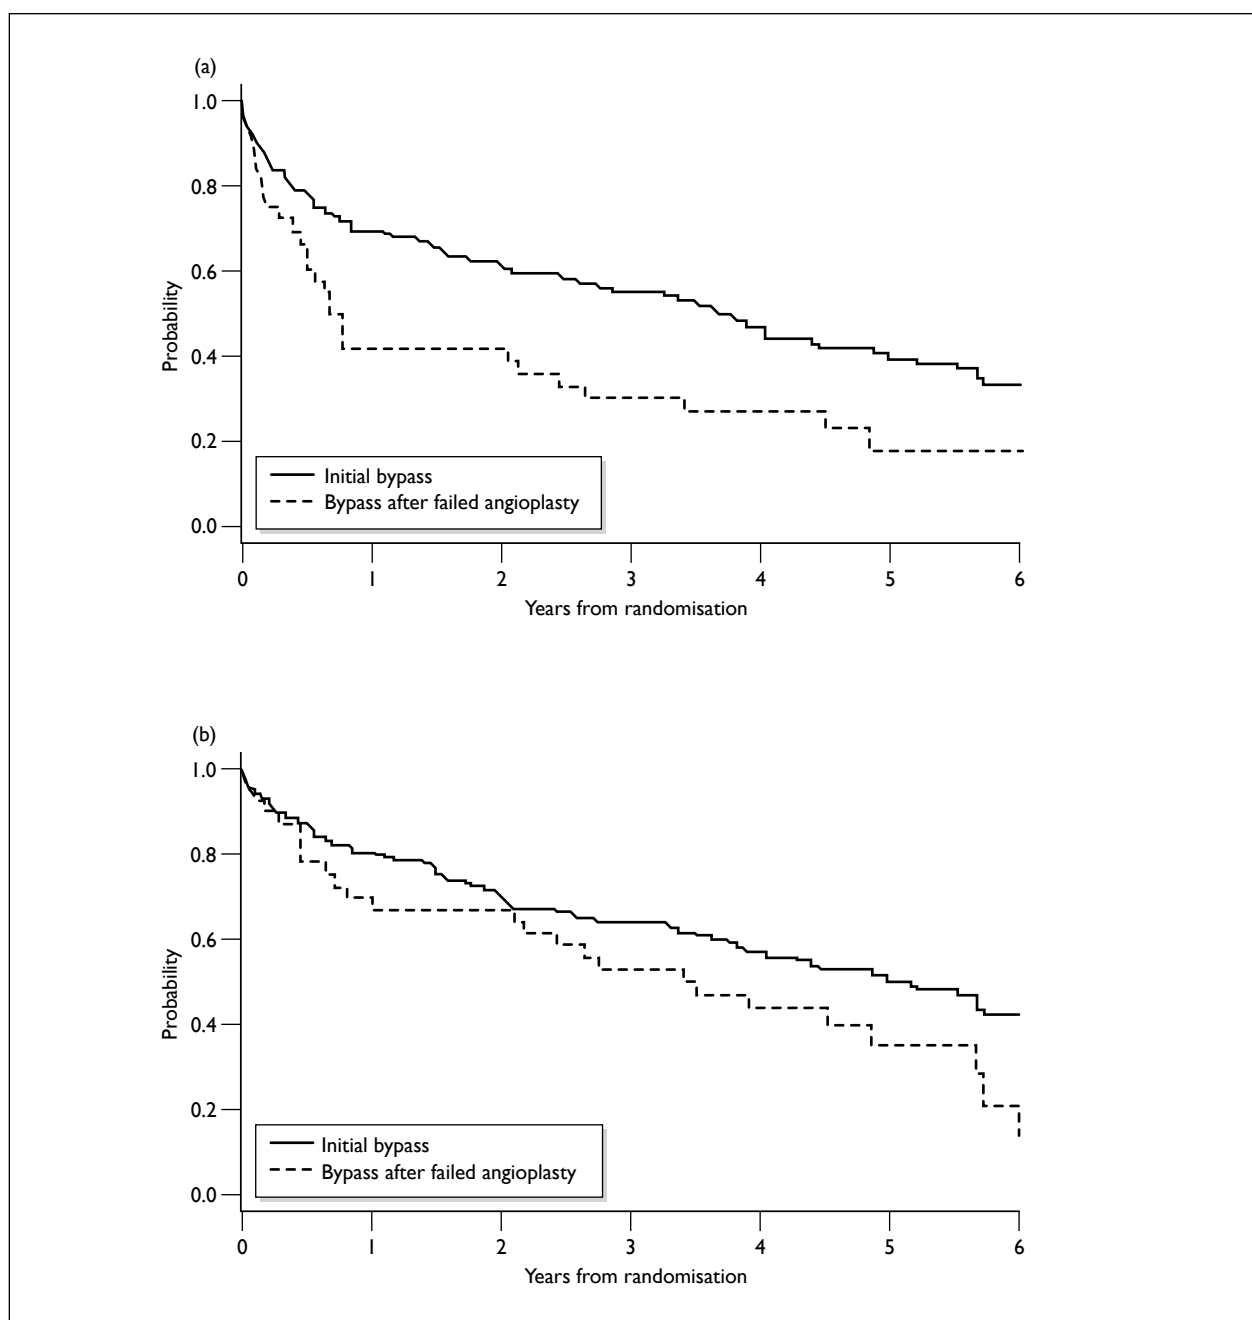 (a)
1.0
0.8
0.6
0.4
0.2
0.0
Probability
Initial bypass
Bypass after failed angioplasty
0 1 2 3 4 5 6
Years from randomisation
(b)
1.0
0.8
0.6
0.4
0.2
0.0
Probability
Initial bypass
Bypass after failed angioplasty
0 1 2 3 4 5 6
Years from randomisation